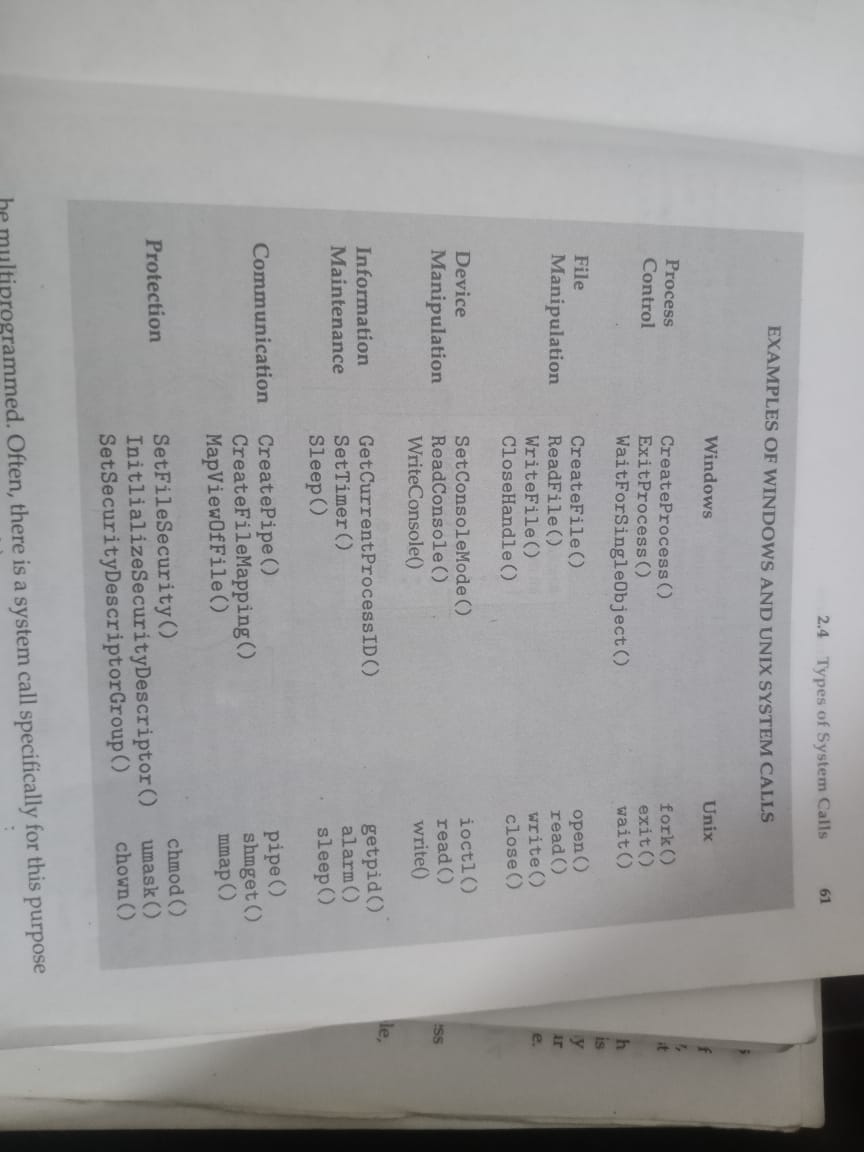 2.4 Types of System Calls 61
EXAMPLES OF WINDOWS AND UNIX SYSTEM CALLS
Windows Unix
Process CreateProcess() fork()
Control ExitProcess() exit()
WaitForSingleObject() wait()
File CreateFile() open()
Manipulation ReadFile() read()
WriteFile() write()
CloseHandle() close()
Device SetConsoleMode() ioctl()
Manipulation ReadConsole() read()
WriteConsole() write()
Information GetCurrentProcessID() getpid()
Maintenance SetTimer() alarm()
Sleep() sleep()
Communication CreatePipe() pipe()
CreateFileMapping() shmget()
MapViewOfFile() mmap()
Protection SetFileSecurity() chmod()
InitlializeSecurityDescriptor() umask()
SetSecurityDescriptorGroup() chown()
be multiprogrammed. Often, there is a system call specifically for this purpose